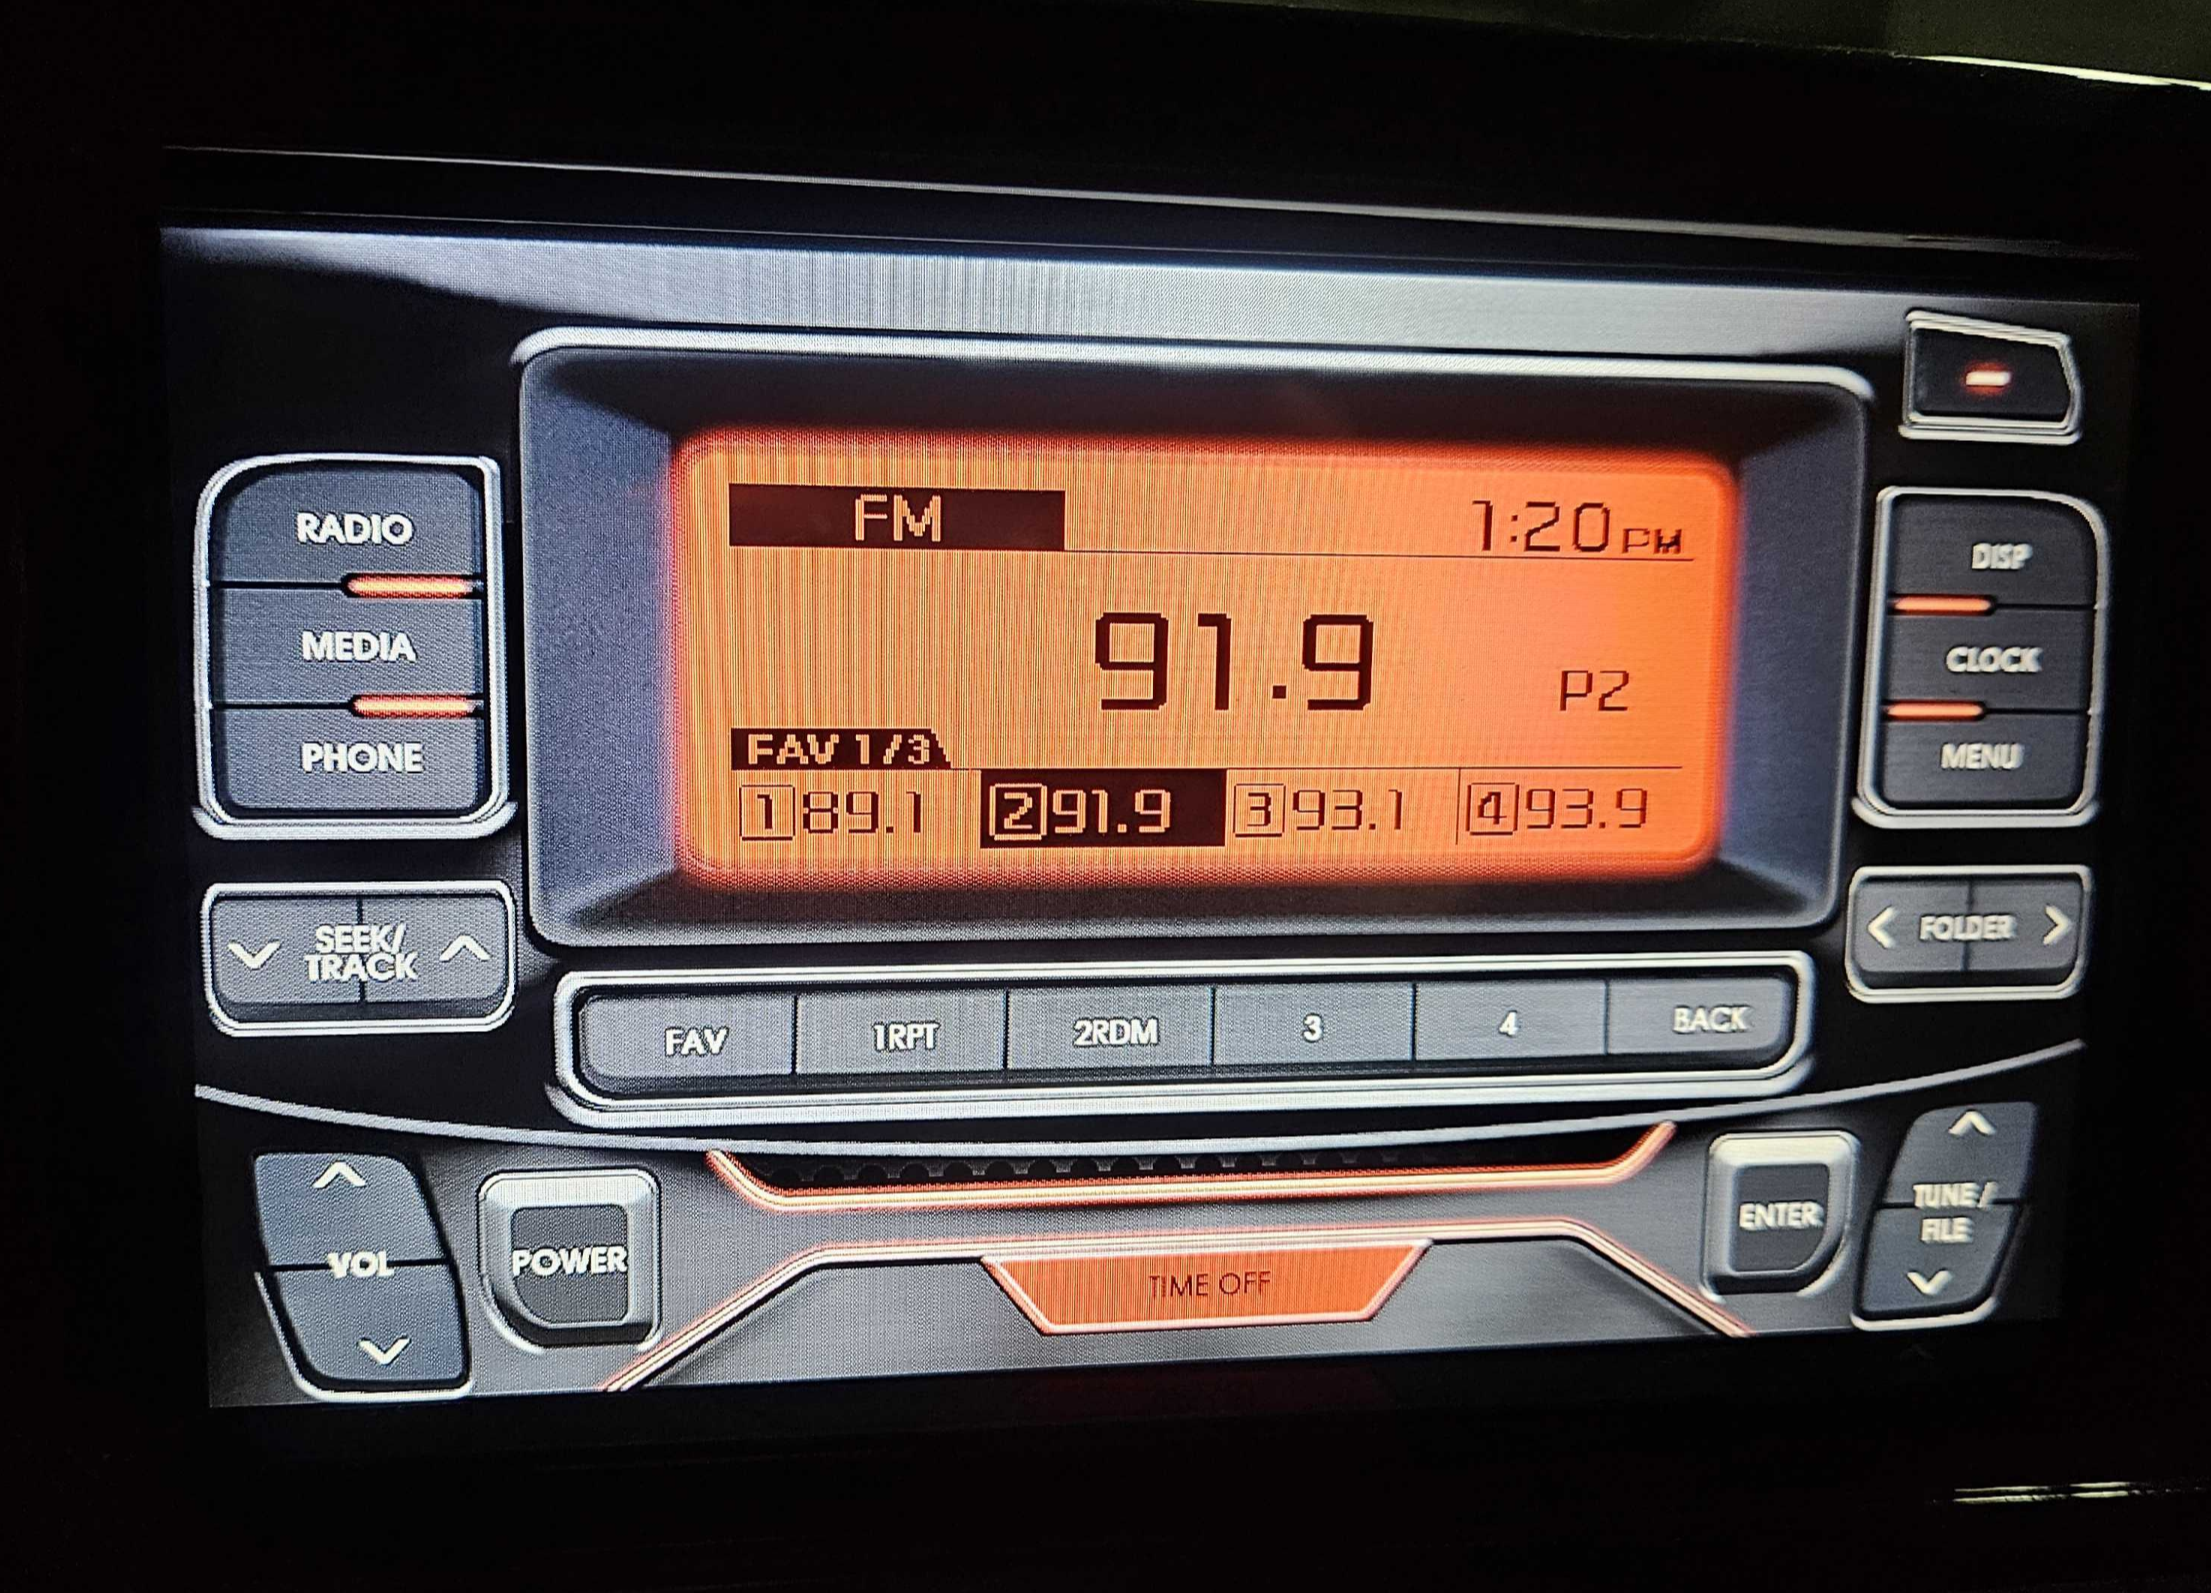 FM 1:20 PM
91.9
P2
FAV 1/3
1 89.1 2 91.9 3 93.1 4 93.9
RADIO
MEDIA
PHONE
SEEK/
TRACK
DISP
CLOCK
MENU
FOLDER
FAV 1RPT 2RDM 3 4 BACK
VOL
POWER
TIME OFF
ENTER
TUNE/
FILE